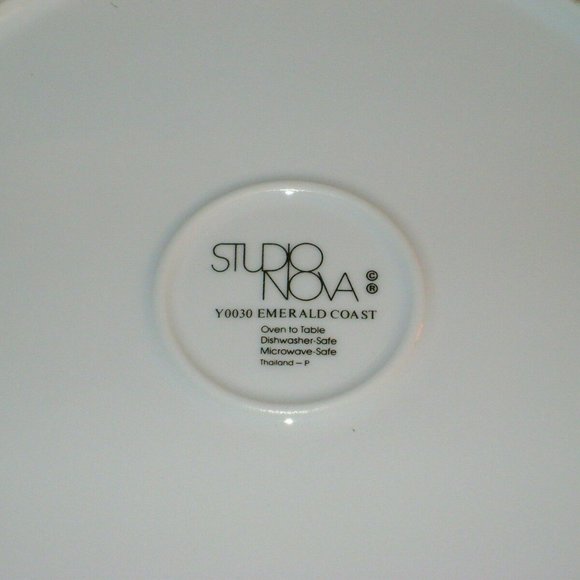 STUDIO
NOVA © ®
Y0030 EMERALD COAST
Oven to Table
Dishwasher-Safe
Microwave-Safe
Thailand — P